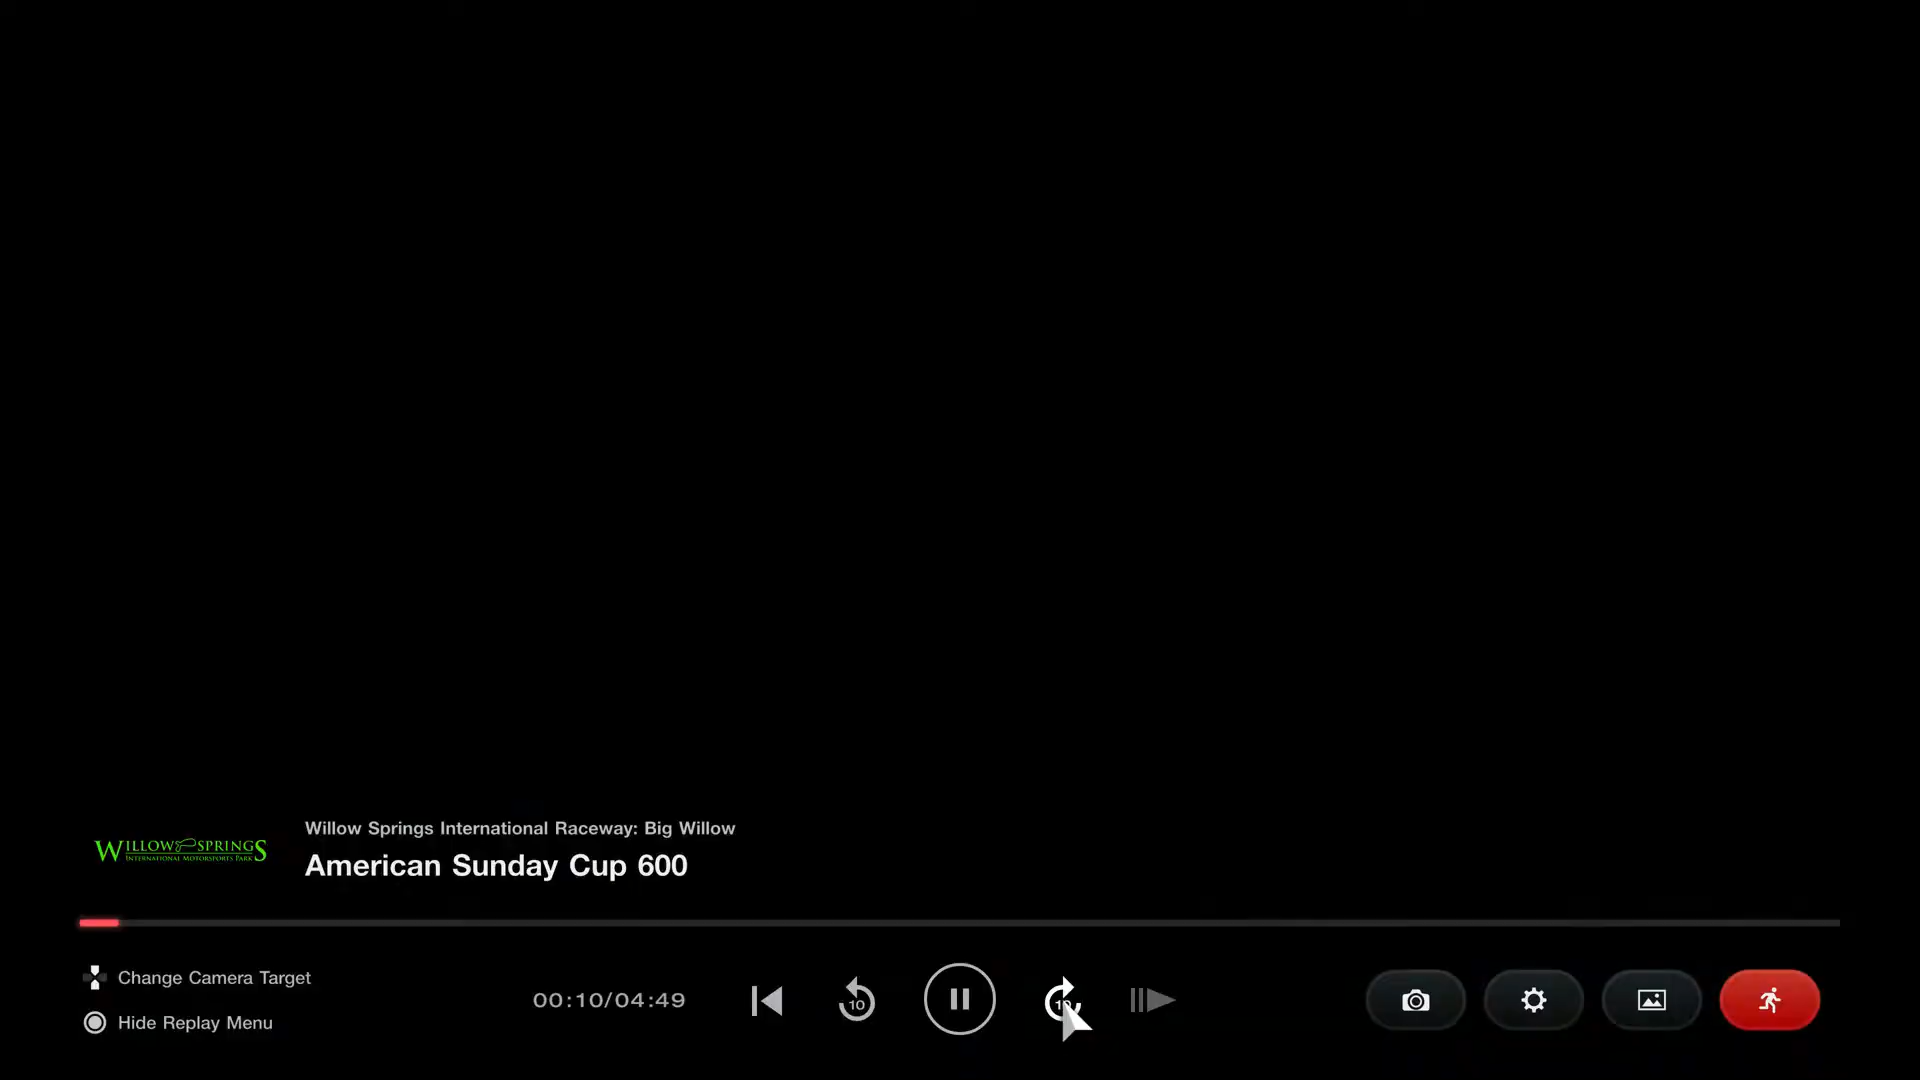 Willow Springs International Raceway: Big Willow
WILLOW SPRINGS
INTERNATIONAL MOTORSPORTS PARK
American Sunday Cup 600
Change Camera Target
Hide Replay Menu
00:10/04:49
10
10